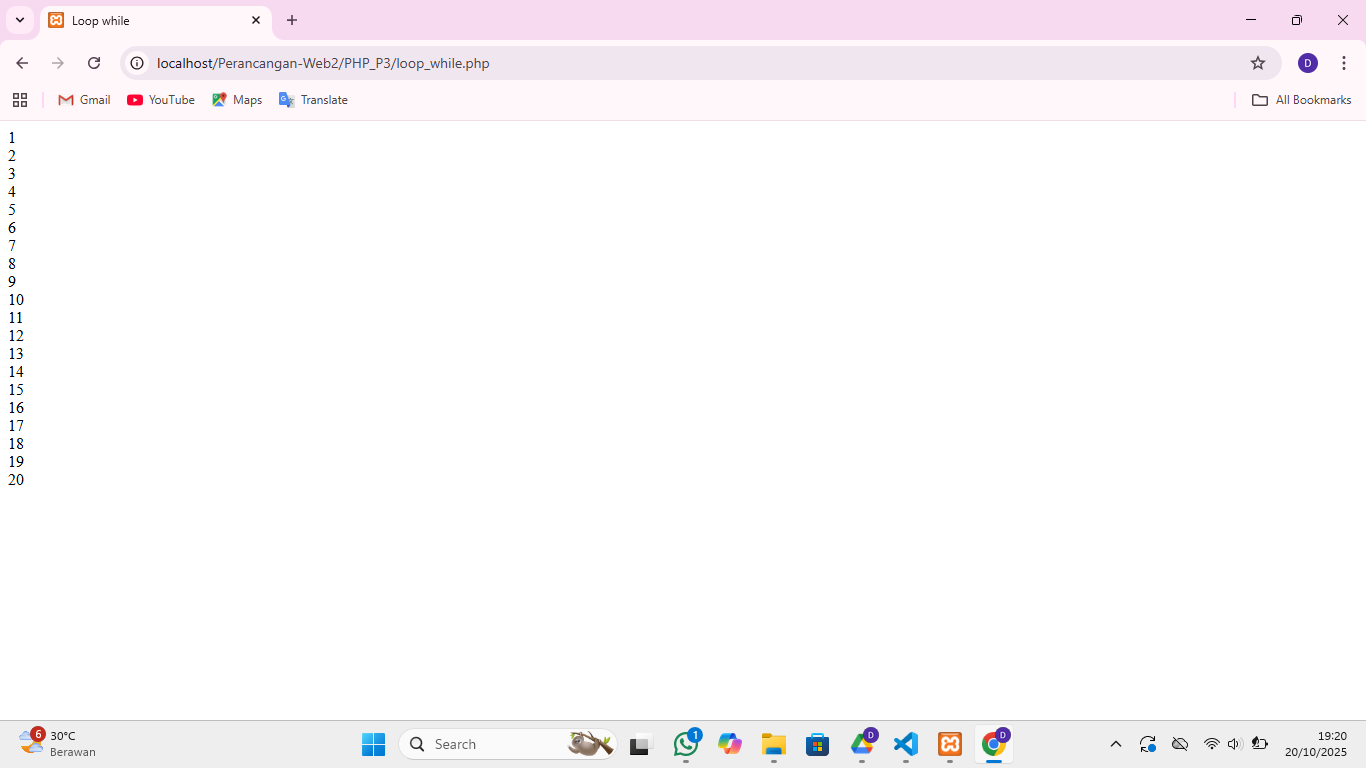 Loop while
localhost/Perancangan-Web2/PHP_P3/loop_while.php
D
Gmail
YouTube
Maps
Translate
All Bookmarks
1
2
3
4
5
6
7
8
9
10
11
12
13
14
15
16
17
18
19
20
6
30°C
Berawan
Search
1
D
D
19:20
20/10/2025